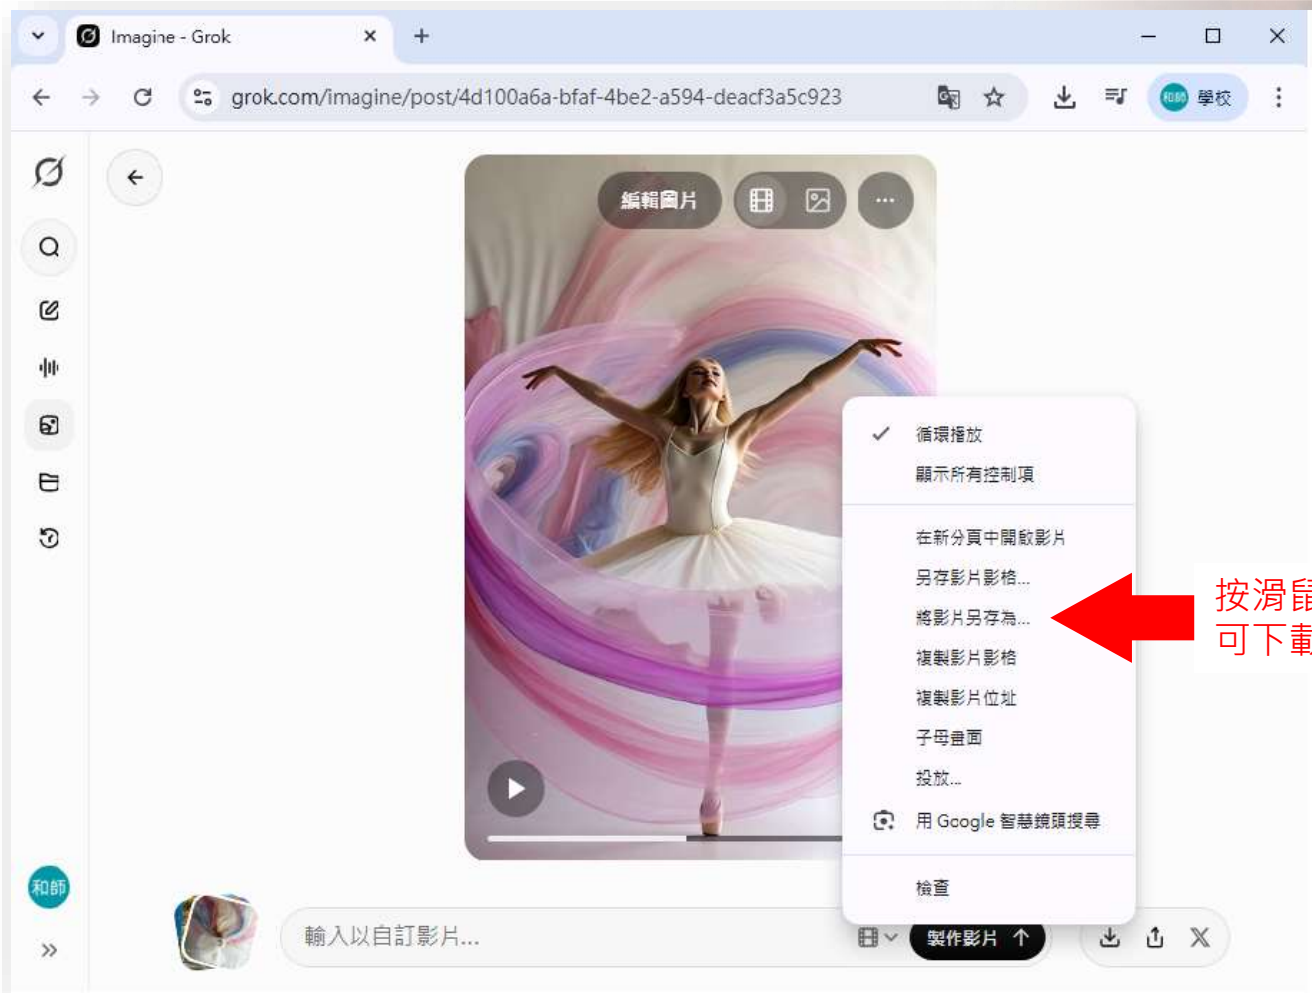 Imagine - Grok
grok.com/imagine/post/4d100a6a-bfaf-4be2-a594-deacf3a5c923
和師 學校
編輯圖片
循環播放
顯示所有控制項
在新分頁中開啟影片
另存影片影格...
將影片另存為...
複製影片影格
複製影片位址
子母畫面
投放...
用 Google 智慧鏡頭搜尋
檢查
按滑鼠
可下載
和師
輸入以自訂影片...
製作影片